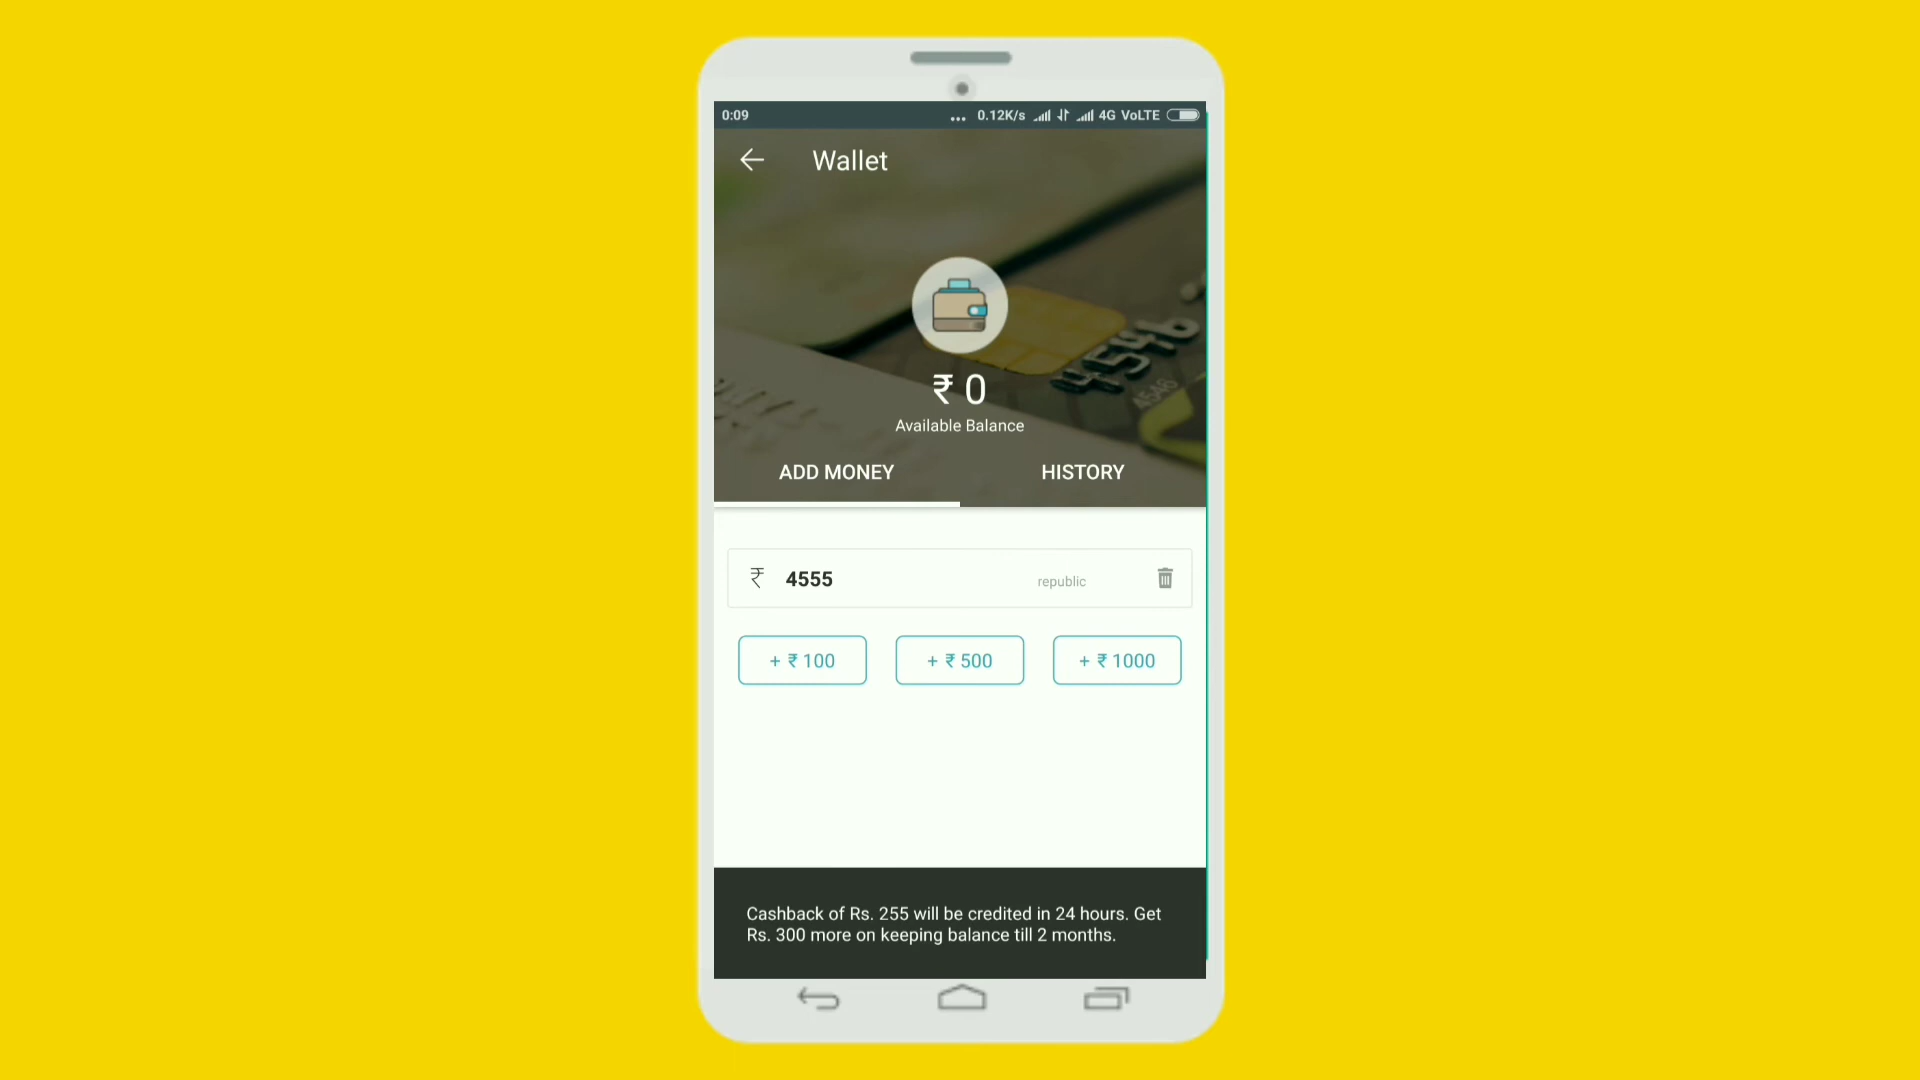 0:09 ... 0.12K/s 4G VoLTE
Wallet
4546
4546
₹ 0
Available Balance
ADD MONEY HISTORY
₹ 4555 republic
+ ₹ 100 + ₹ 500 + ₹ 1000
Cashback of Rs. 255 will be credited in 24 hours. Get
Rs. 300 more on keeping balance till 2 months.